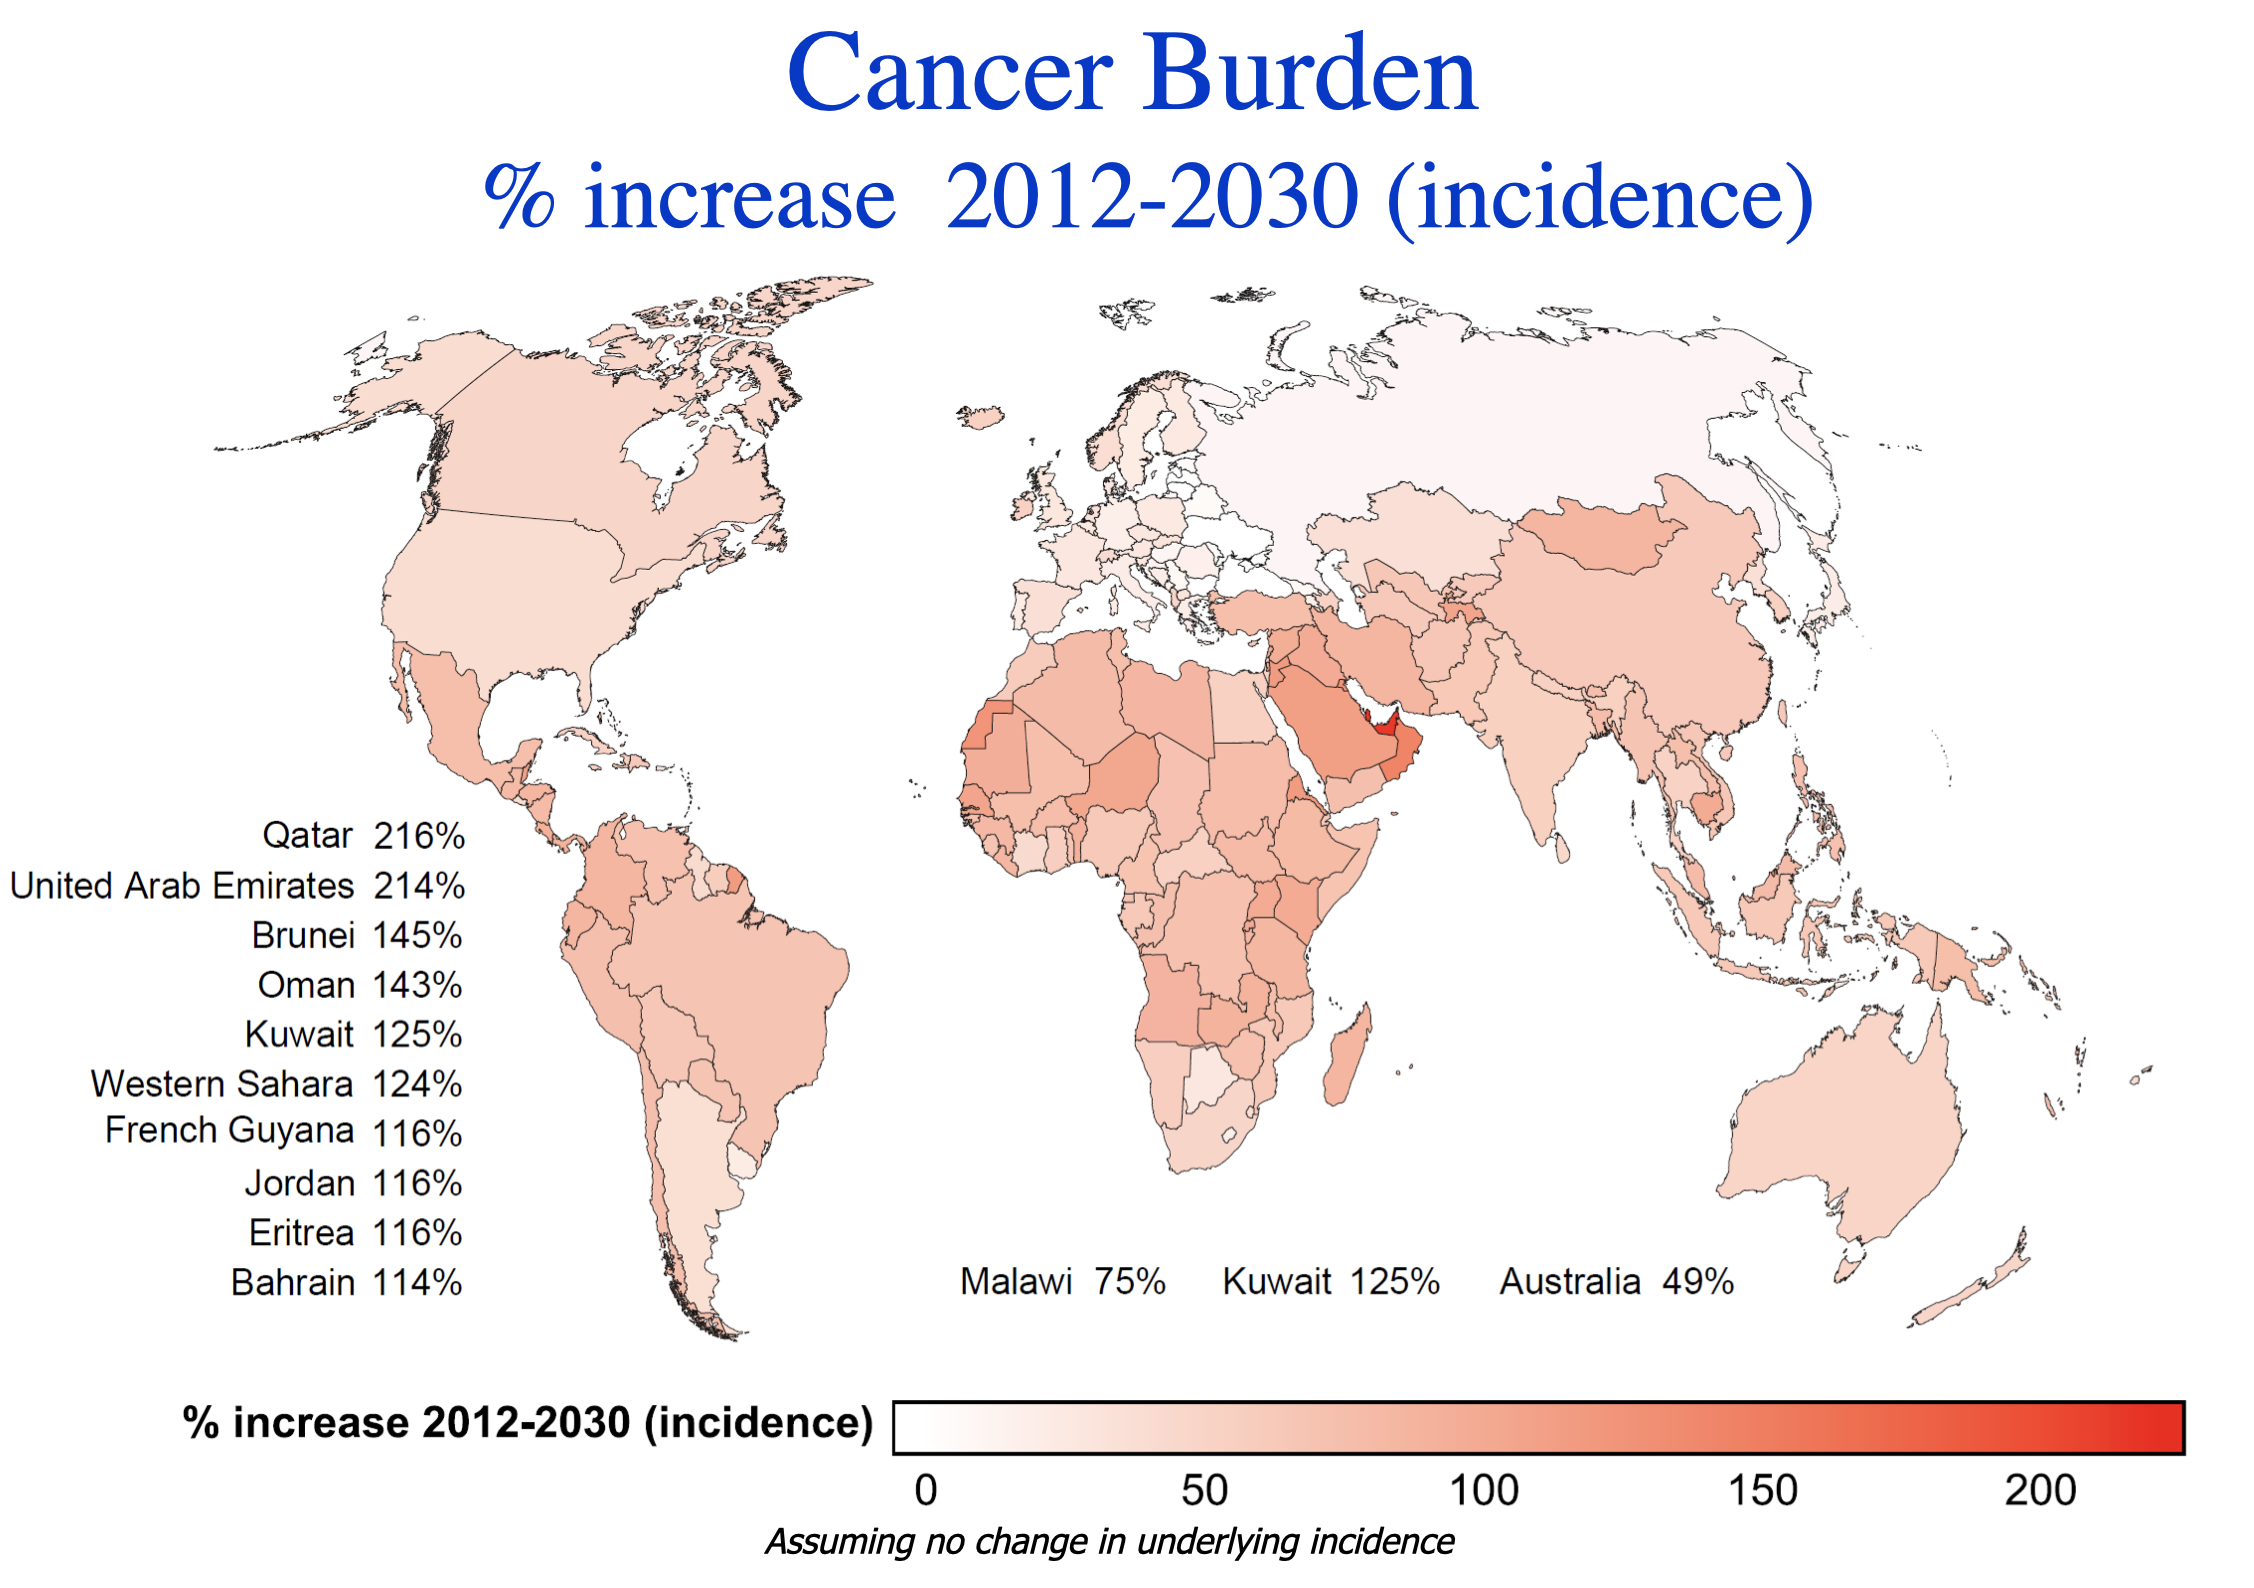 Cancer Burden
% increase 2012-2030 (incidence)
Qatar 216%
United Arab Emirates 214%
Brunei 145%
Oman 143%
Kuwait 125%
Western Sahara 124%
French Guyana 116%
Jordan 116%
Eritrea 116%
Bahrain 114%
Malawi 75% Kuwait 125% Australia 49%
% increase 2012-2030 (incidence)
0 50 100 150 200
Assuming no change in underlying incidence